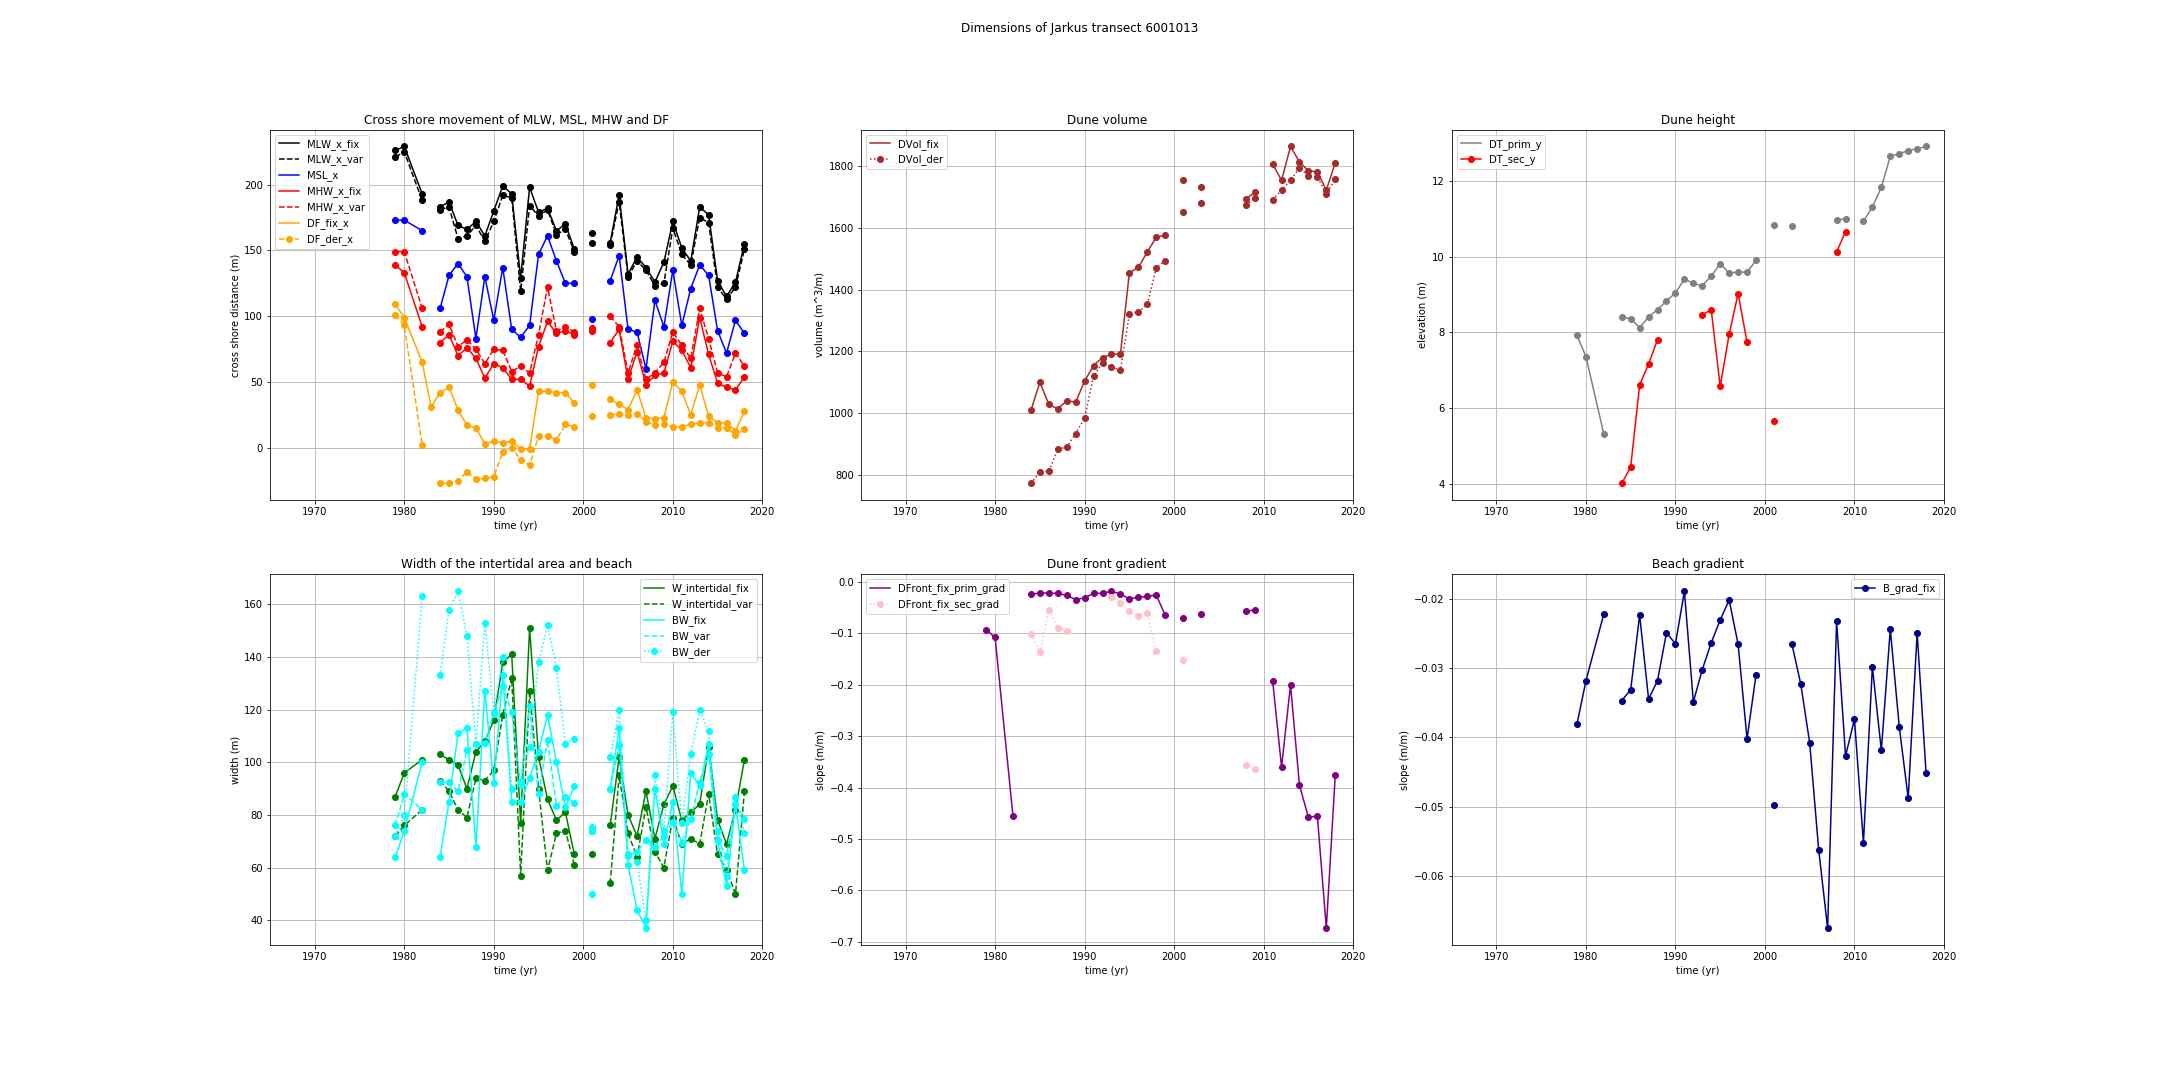 Dimensions of Jarkus transect 6001013
Cross shore movement of MLW, MSL, MHW and DF
MLW_x_fix
MLW_x_var
MSL_x
MHW_x_fix
MHW_x_var
DF_fix_x
DF_der_x
cross shore distance (m)
200
150
100
50
0
1970 1980 1990 2000 2010 2020
time (yr)
Dune volume
DVol_fix
DVol_der
volume (m^3/m)
1800
1600
1400
1200
1000
800
1970 1980 1990 2000 2010 2020
time (yr)
Dune height
DT_prim_y
DT_sec_y
elevation (m)
12
10
8
6
4
1970 1980 1990 2000 2010 2020
time (yr)
Width of the intertidal area and beach
W_intertidal_fix
W_intertidal_var
BW_fix
BW_var
BW_der
width (m)
160
140
120
100
80
60
40
1970 1980 1990 2000 2010 2020
time (yr)
Dune front gradient
DFront_fix_prim_grad
DFront_fix_sec_grad
slope (m/m)
0.0
−0.1
−0.2
−0.3
−0.4
−0.5
−0.6
−0.7
1970 1980 1990 2000 2010 2020
time (yr)
Beach gradient
B_grad_fix
slope (m/m)
−0.02
−0.03
−0.04
−0.05
−0.06
1970 1980 1990 2000 2010 2020
time (yr)